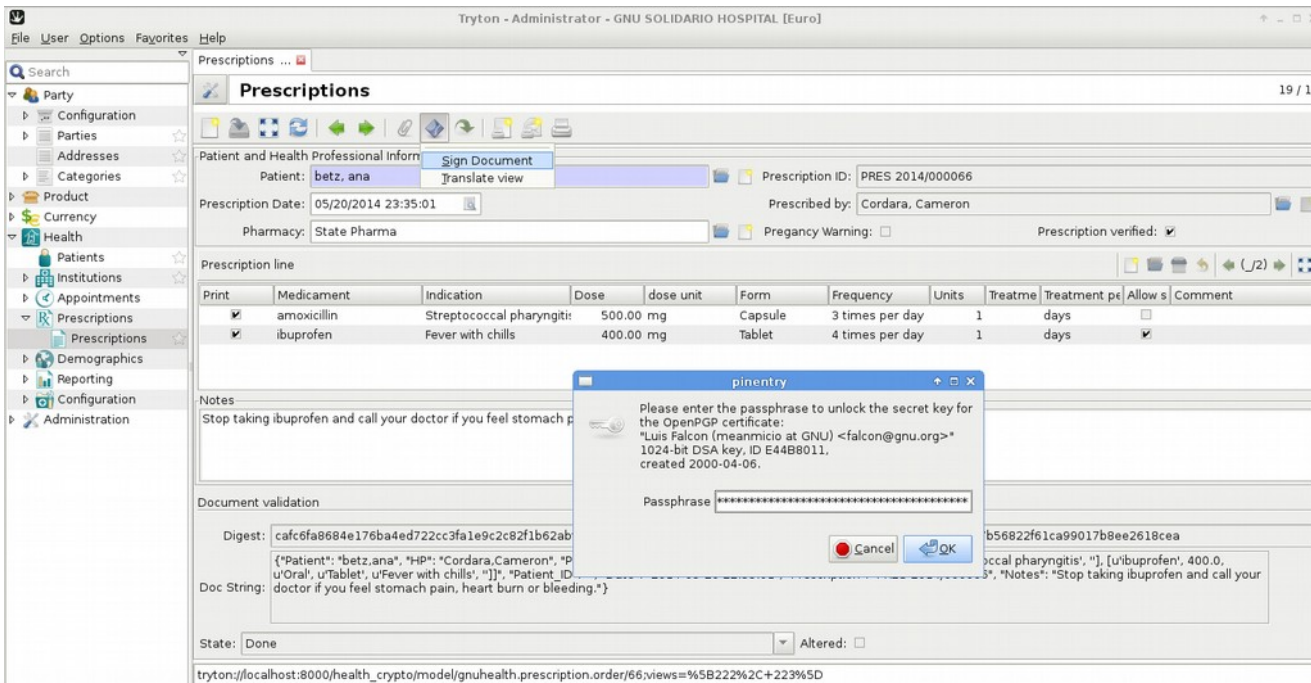 Tryton - Administrator - GNU SOLIDARIO HOSPITAL [Euro]
File User Options Favorites Help
Search
Party
Configuration
Parties
Addresses
Categories
Product
Currency
Health
Patients
Institutions
Appointments
Prescriptions
Prescriptions
Demographics
Reporting
Configuration
Administration
Prescriptions ...
Prescriptions
19 / 1
Sign Document
Translate view
Patient and Health Professional Inform
Patient: betz, ana
Prescription ID: PRES 2014/000066
Prescription Date: 05/20/2014 23:35:01
Prescribed by: Cordara, Cameron
Pharmacy: State Pharma
Pregancy Warning:
Prescription verified:
Prescription line
(_/2)
Print Medicament Indication Dose dose unit Form Frequency Units Treatme Treatment pe Allow s Comment
amoxicillin Streptococcal pharyngitis 500.00 mg Capsule 3 times per day 1 days
ibuprofen Fever with chills 400.00 mg Tablet 4 times per day 1 days
Notes
Stop taking ibuprofen and call your doctor if you feel stomach p
pinentry
Please enter the passphrase to unlock the secret key for
the OpenPGP certificate:
"Luis Falcon (meanmicio at GNU) <falcon@gnu.org>"
1024-bit DSA key, ID E44B8011,
created 2000-04-06.
Passphrase ****************************************
Cancel OK
Document validation
Digest: cafc6fa8684e176ba4ed722cc3fa1e9c2c82f1b62ab
b56822f61ca99017b8ee2618cea
Doc String:
{"Patient": "betz,ana", "HP": "Cordara,Cameron", "P
occal pharyngitis', ''], [u'ibuprofen', 400.0,
u'Oral', u'Tablet', u'Fever with chills', '']]", "Patient_ID
"Notes": "Stop taking ibuprofen and call your
doctor if you feel stomach pain, heart burn or bleeding."}
State: Done
Altered:
tryton://localhost:8000/health_crypto/model/gnuhealth.prescription.order/66;views=%5B222%2C+223%5D